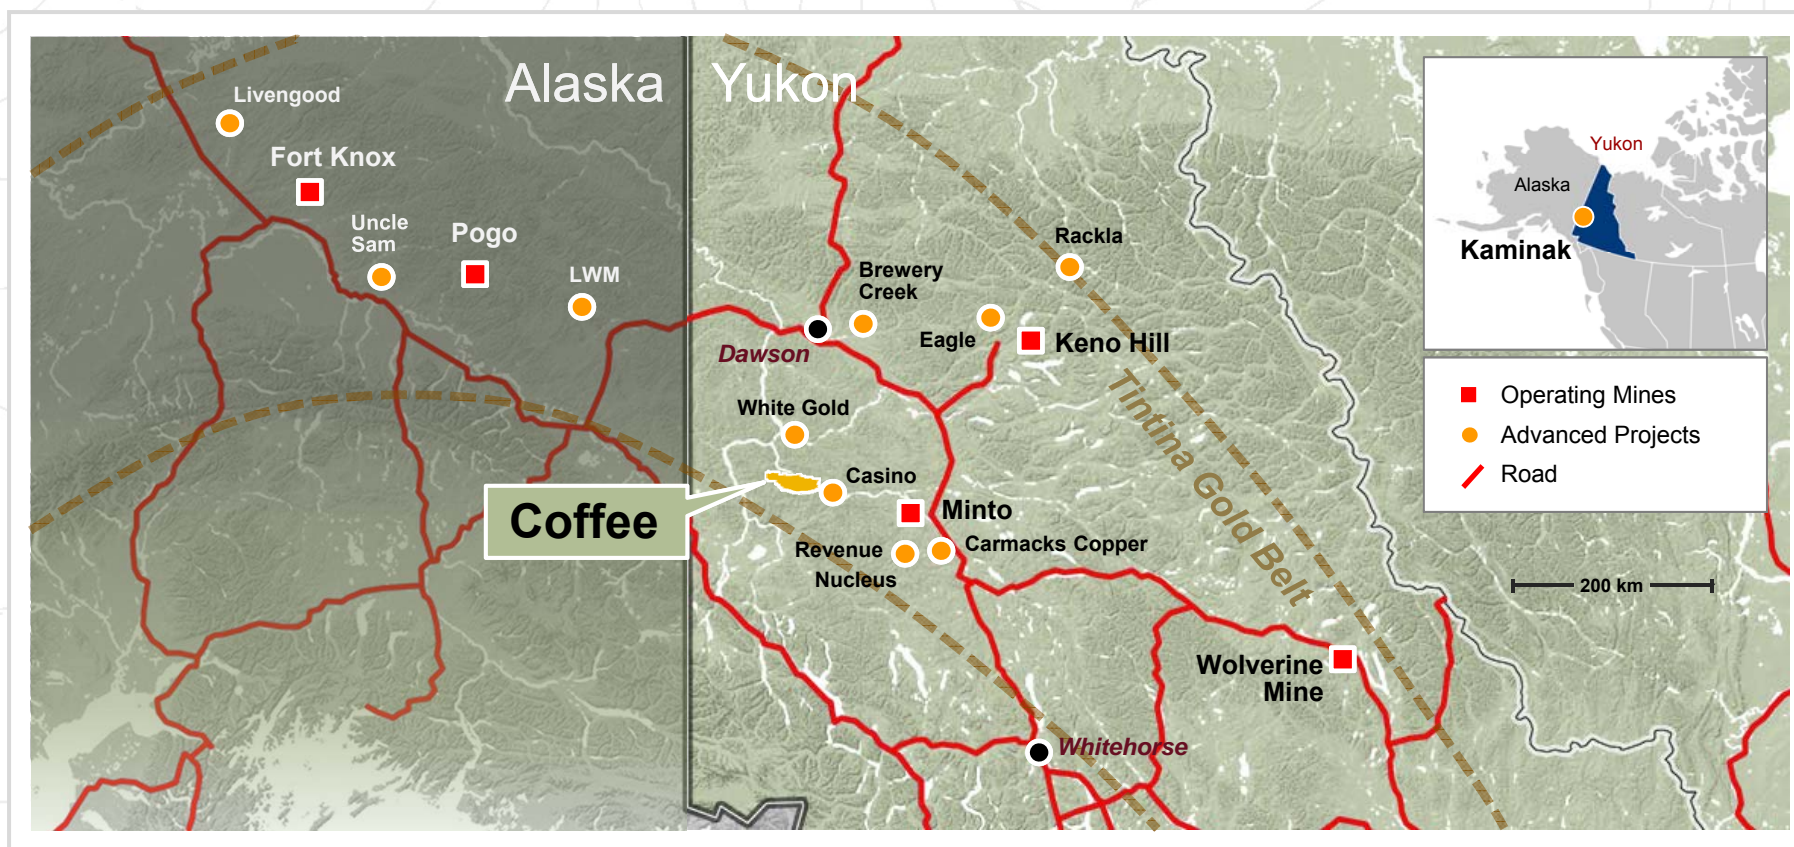 Alaska
Yukon
Livengood
Fort Knox
Uncle
Sam
Pogo
LWM
Rackla
Brewery
Creek
Eagle
Keno Hill
Dawson
White Gold
Casino
Coffee
Minto
Revenue
Nucleus
Carmacks Copper
Tintina Gold Belt
Wolverine
Mine
Whitehorse
Yukon
Alaska
Kaminak
Operating Mines
Advanced Projects
Road
200 km